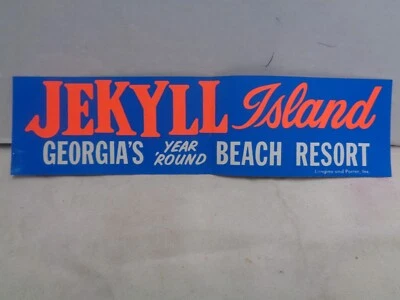 JEKYLL Island
GEORGIA'S YEAR 'ROUND BEACH RESORT